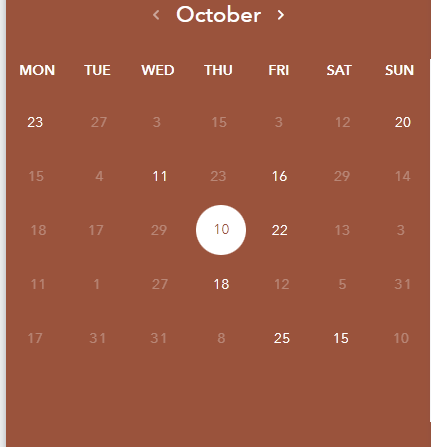 ‹ October ›
MON TUE WED THU FRI SAT SUN
23 27 3 15 3 12 20
15 4 11 23 16 29 14
18 17 29 10 22 13 3
11 1 27 18 12 5 31
17 31 31 8 25 15 10